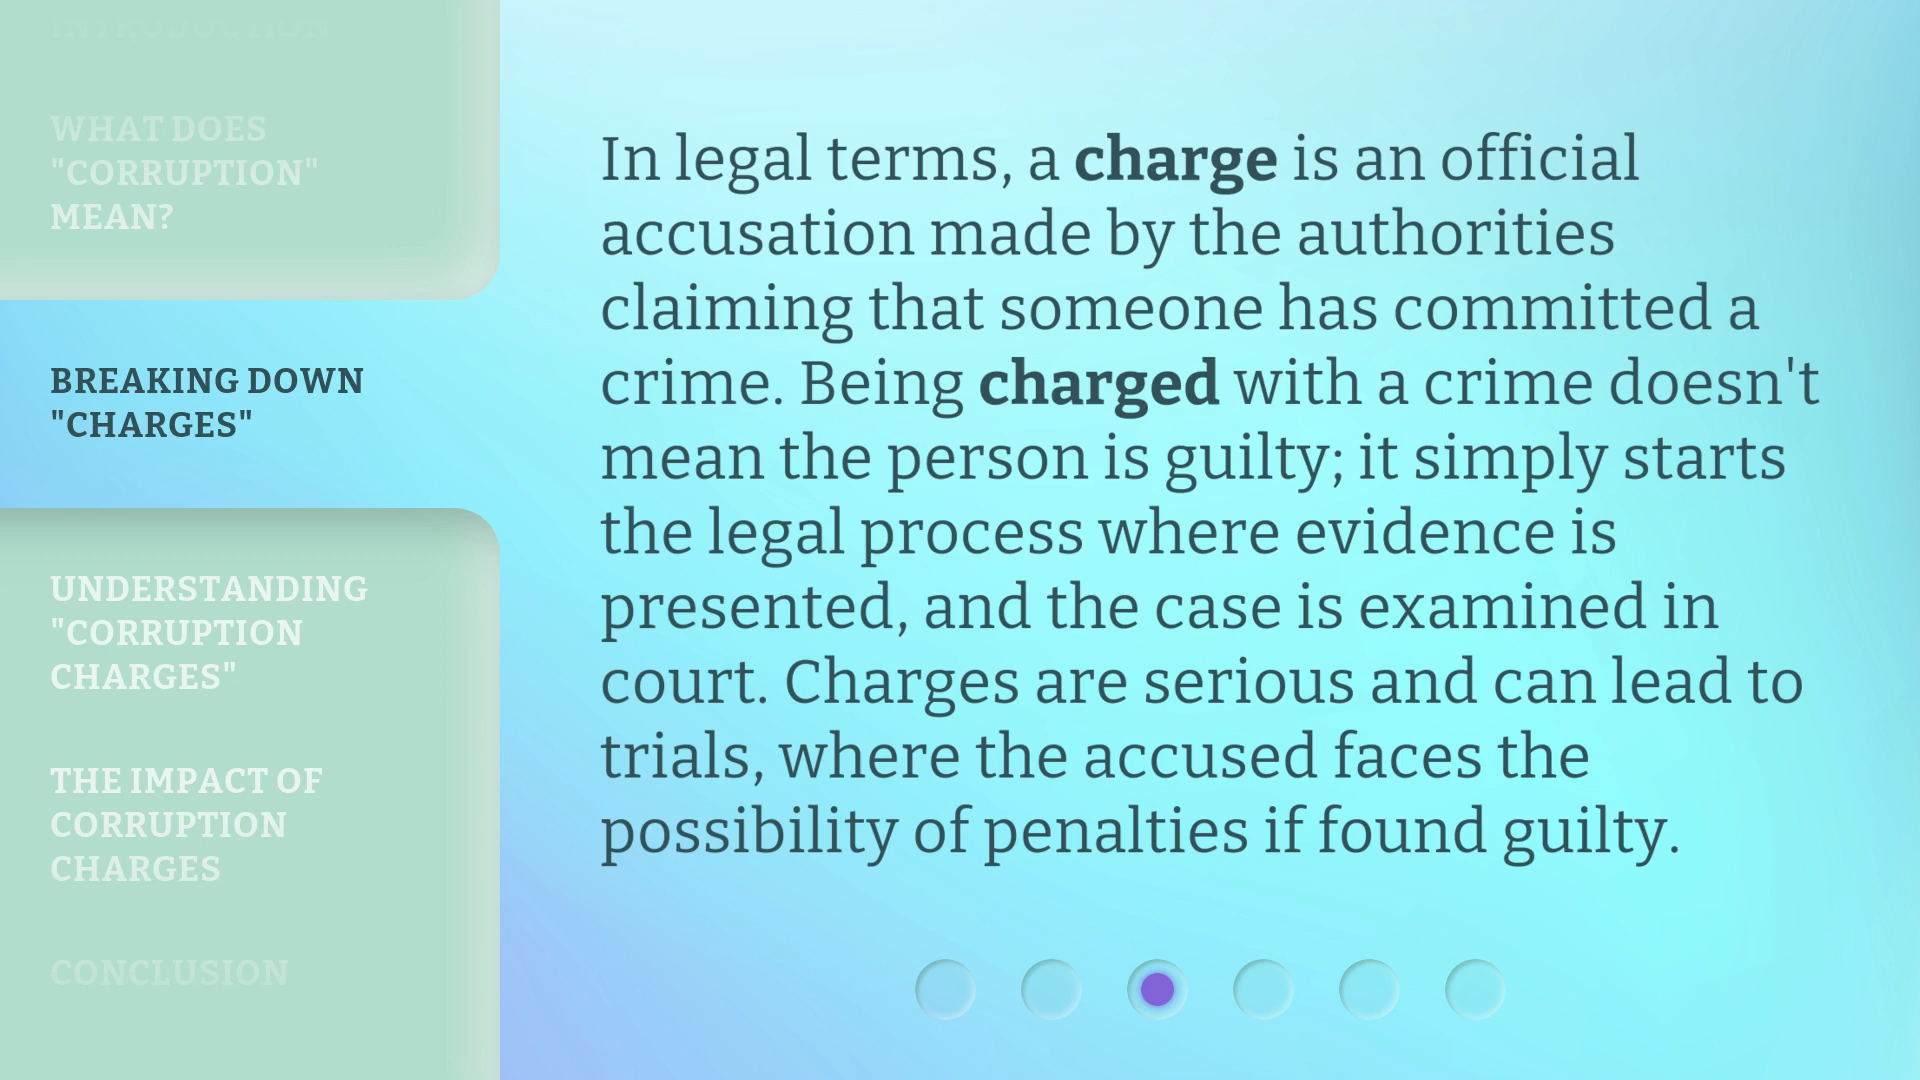 INTRODUCTION
WHAT DOES
"CORRUPTION"
MEAN?
BREAKING DOWN
"CHARGES"
UNDERSTANDING
"CORRUPTION
CHARGES"
THE IMPACT OF
CORRUPTION
CHARGES
CONCLUSION
In legal terms, a charge is an official
accusation made by the authorities
claiming that someone has committed a
crime. Being charged with a crime doesn't
mean the person is guilty; it simply starts
the legal process where evidence is
presented, and the case is examined in
court. Charges are serious and can lead to
trials, where the accused faces the
possibility of penalties if found guilty.